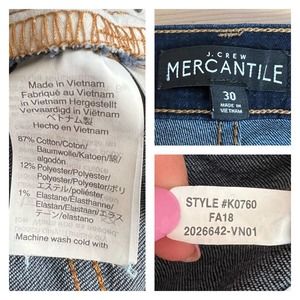 Made in Vietnam
Fabriqué au Vietnam
In Vietnam Hergestellt
Vervaardigd in Vietnam
ベトナム製
Hecho en Vietnam
87% Cotton/Coton/
Baumwolle/Katoen/綿/
algodón
12% Polyester/Polyester/
Polyester/Polyester/ポリ
エステル/poliéster
1% Elastane/Élasthanne/
Elastan/Elastaan/エラス
テーン/elastano
Machine wash cold with
J.CREW
MERCANTILE
30
MADE IN
VIETNAM
STYLE #K0760
FA18
2026642-VN01